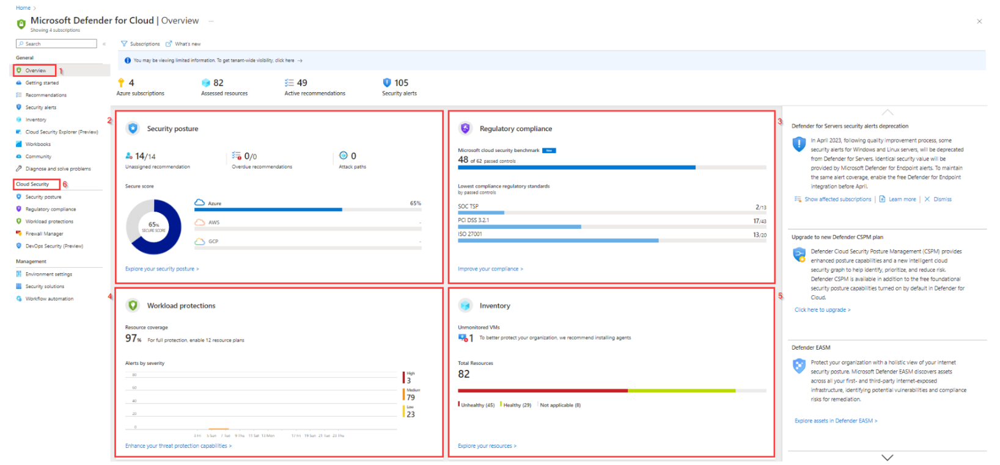 Home >
Microsoft Defender for Cloud | Overview ...
Showing 4 subscriptions
Search «
Subscriptions What's new
General
Overview 1
Getting started
Recommendations
Security alerts
Inventory
Cloud Security Explorer (Preview)
Workbooks
Community
Diagnose and solve problems
Cloud Security 6
Security posture
Regulatory compliance
Workload protections
Firewall Manager
DevOps Security (Preview)
Management
Environment settings
Security solutions
Workflow automation
You may be viewing limited information. To get tenant-wide visibility, click here →
4
Azure subscriptions
82
Assessed resources
49
Active recommendations
105
Security alerts
2
Security posture
14/14
Unassigned recommendation
0/0
Overdue recommendations
0
Attack paths
Secure score
65%
SECURE SCORE
Azure 65%
AWS -
GCP -
Explore your security posture >
3
Regulatory compliance
Microsoft cloud security benchmark New
48 of 62 passed controls
Lowest compliance regulatory standards
by passed controls
SOC TSP 2/13
PCI DSS 3.2.1 17/43
ISO 27001 13/20
Improve your compliance >
4
Workload protections
Resource coverage
97% For full protection, enable 12 resource plans
Alerts by severity
80
60
40
20
0
3 Fri 5 Sun 7 Tue 9 Thu 11 Sat 13 Mon 17 Fri 19 Sun 21 Tue 23 Thu
High
3
Medium
79
Low
23
Enhance your threat protection capabilities >
5
Inventory
Unmonitored VMs
1 To better protect your organization, we recommend installing agents
Total Resources
82
Unhealthy (45) Healthy (29) Not applicable (8)
Explore your resources >
Defender for Servers security alerts deprecation
In April 2023, following quality improvement process, some
security alerts for Windows and Linux servers, will be deprecated
from Defender for Servers. Identical security value will be
provided by Microsoft Defender for Endpoint alerts. To maintain
the same alert coverage, enable the free Defender for Endpoint
integration before April.
Show affected subscriptions | Learn more | Dismiss
Upgrade to new Defender CSPM plan
Defender Cloud Security Posture Management (CSPM) provides
enhanced posture capabilities and a new intelligent cloud
security graph to help identify, prioritize, and reduce risk.
Defender CSPM is available in addition to the free foundational
security posture capabilities turned on by default in Defender for
Cloud.
Click here to upgrade >
Defender EASM
Protect your organization with a holistic view of your internet
security posture. Microsoft Defender EASM discovers assets
across all your first- and third-party internet-exposed
infrastructure, identifying potential vulnerabilities and compliance
risks for remediation.
Explore assets in Defender EASM >